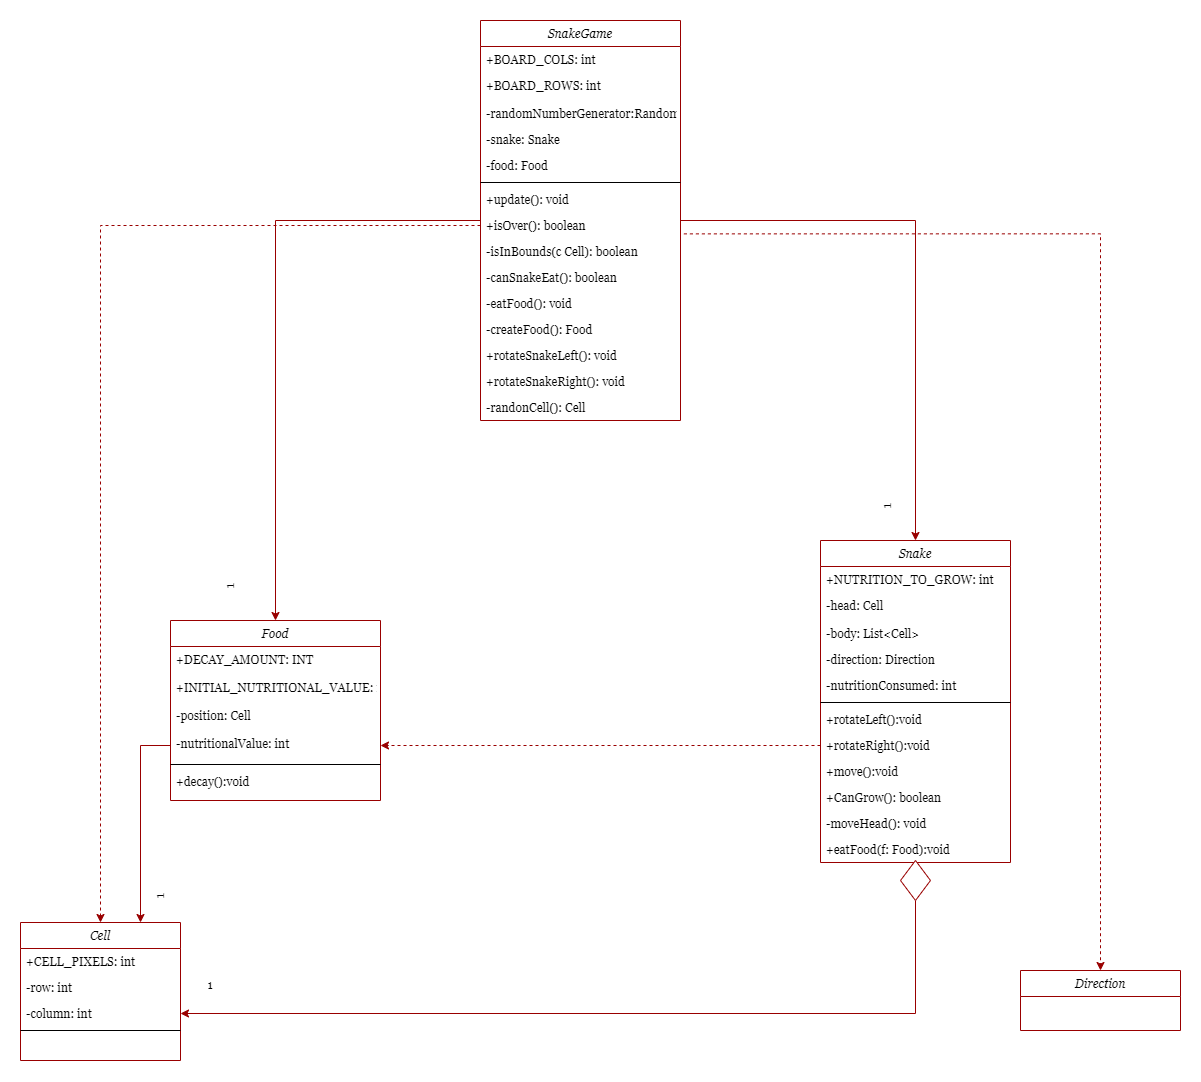 SnakeGame
+BOARD_COLS: int
+BOARD_ROWS: int
-randomNumberGenerator:Random
-snake: Snake
-food: Food
+update(): void
+isOver(): boolean
-isInBounds(c Cell): boolean
-canSnakeEat(): boolean
-eatFood(): void
-createFood(): Food
+rotateSnakeLeft(): void
+rotateSnakeRight(): void
-randonCell(): Cell
1
1
Snake
+NUTRITION_TO_GROW: int
-head: Cell
-body: List<Cell>
-direction: Direction
-nutritionConsumed: int
+rotateLeft():void
+rotateRight():void
+move():void
+CanGrow(): boolean
-moveHead(): void
+eatFood(f: Food):void
Food
+DECAY_AMOUNT: INT
+INITIAL_NUTRITIONAL_VALUE:
-position: Cell
-nutritionalValue: int
+decay():void
1
Cell
+CELL_PIXELS: int
-row: int
-column: int
1
Direction